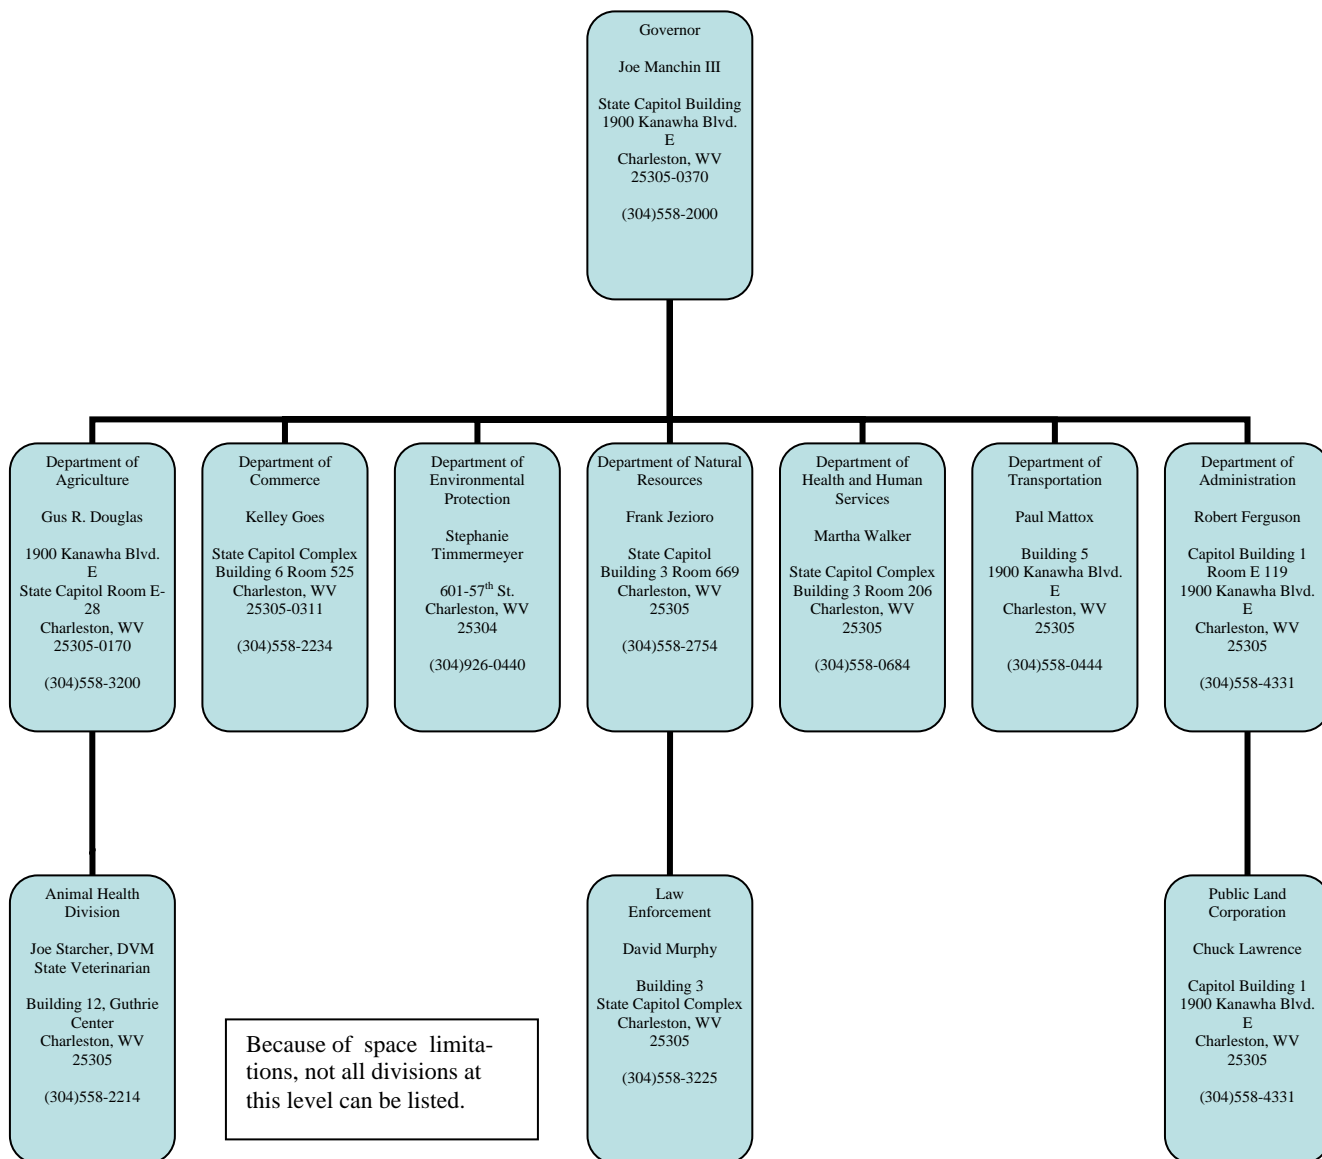 Governor
Joe Manchin III
State Capitol Building
1900 Kanawha Blvd.
E
Charleston, WV
25305-0370
(304)558-2000
Department of
Agriculture
Gus R. Douglas
1900 Kanawha Blvd.
E
State Capitol Room E-
28
Charleston, WV
25305-0170
(304)558-3200
Department of
Commerce
Kelley Goes
State Capitol Complex
Building 6 Room 525
Charleston, WV
25305-0311
(304)558-2234
Department of
Environmental
Protection
Stephanie
Timmermeyer
601-57th St.
Charleston, WV
25304
(304)926-0440
Department of Natural
Resources
Frank Jezioro
State Capitol
Building 3 Room 669
Charleston, WV
25305
(304)558-2754
Department of
Health and Human
Services
Martha Walker
State Capitol Complex
Building 3 Room 206
Charleston, WV
25305
(304)558-0684
Department of
Transportation
Paul Mattox
Building 5
1900 Kanawha Blvd.
E
Charleston, WV
25305
(304)558-0444
Department of
Administration
Robert Ferguson
Capitol Building 1
Room E 119
1900 Kanawha Blvd.
E
Charleston, WV
25305
(304)558-4331
Animal Health
Division
Joe Starcher, DVM
State Veterinarian
Building 12, Guthrie
Center
Charleston, WV
25305
(304)558-2214
Because of space limita-
tions, not all divisions at
this level can be listed.
Law
Enforcement
David Murphy
Building 3
State Capitol Complex
Charleston, WV
25305
(304)558-3225
Public Land
Corporation
Chuck Lawrence
Capitol Building 1
1900 Kanawha Blvd.
E
Charleston, WV
25305
(304)558-4331